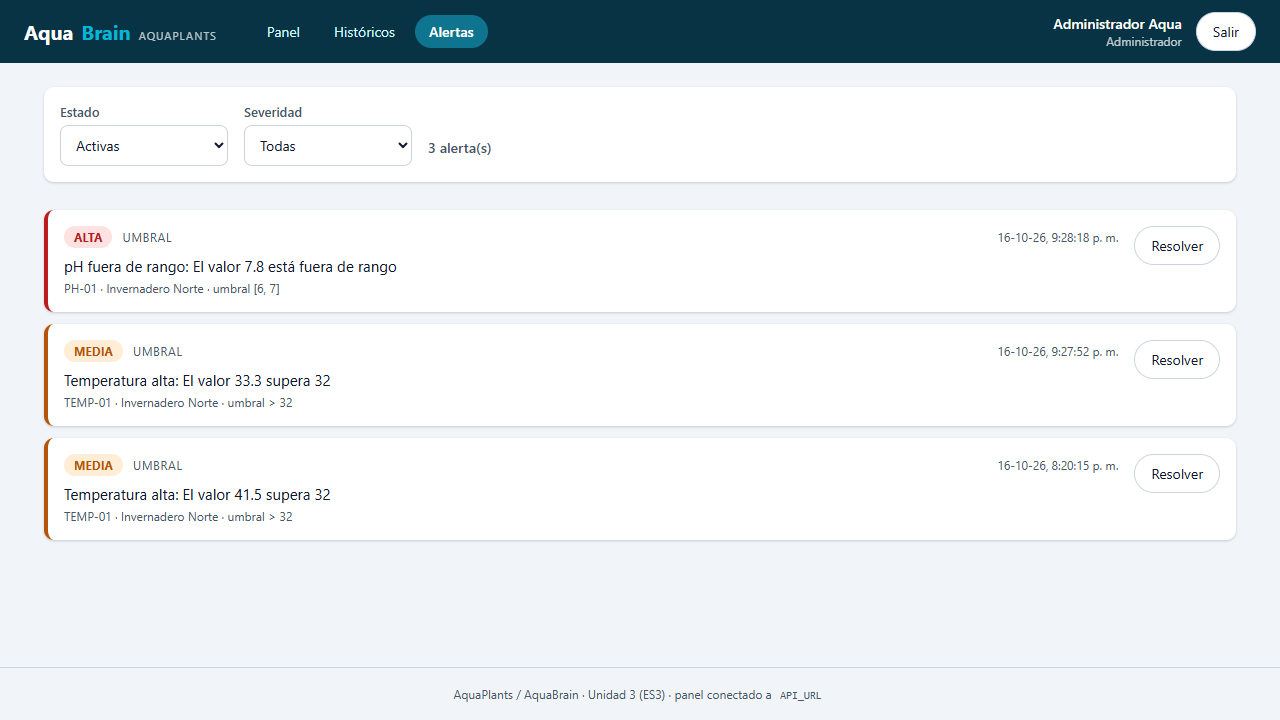 Aqua Brain AQUAPLANTS Panel Históricos Alertas Administrador Aqua Salir
Administrador
Estado Severidad
Activas Todas 3 alerta(s)
ALTA UMBRAL 16-10-26, 9:28:18 p. m. Resolver
pH fuera de rango: El valor 7.8 está fuera de rango
PH-01 · Invernadero Norte · umbral [6, 7]
MEDIA UMBRAL 16-10-26, 9:27:52 p. m. Resolver
Temperatura alta: El valor 33.3 supera 32
TEMP-01 · Invernadero Norte · umbral > 32
MEDIA UMBRAL 16-10-26, 8:20:15 p. m. Resolver
Temperatura alta: El valor 41.5 supera 32
TEMP-01 · Invernadero Norte · umbral > 32
AquaPlants / AquaBrain · Unidad 3 (ES3) · panel conectado a API_URL